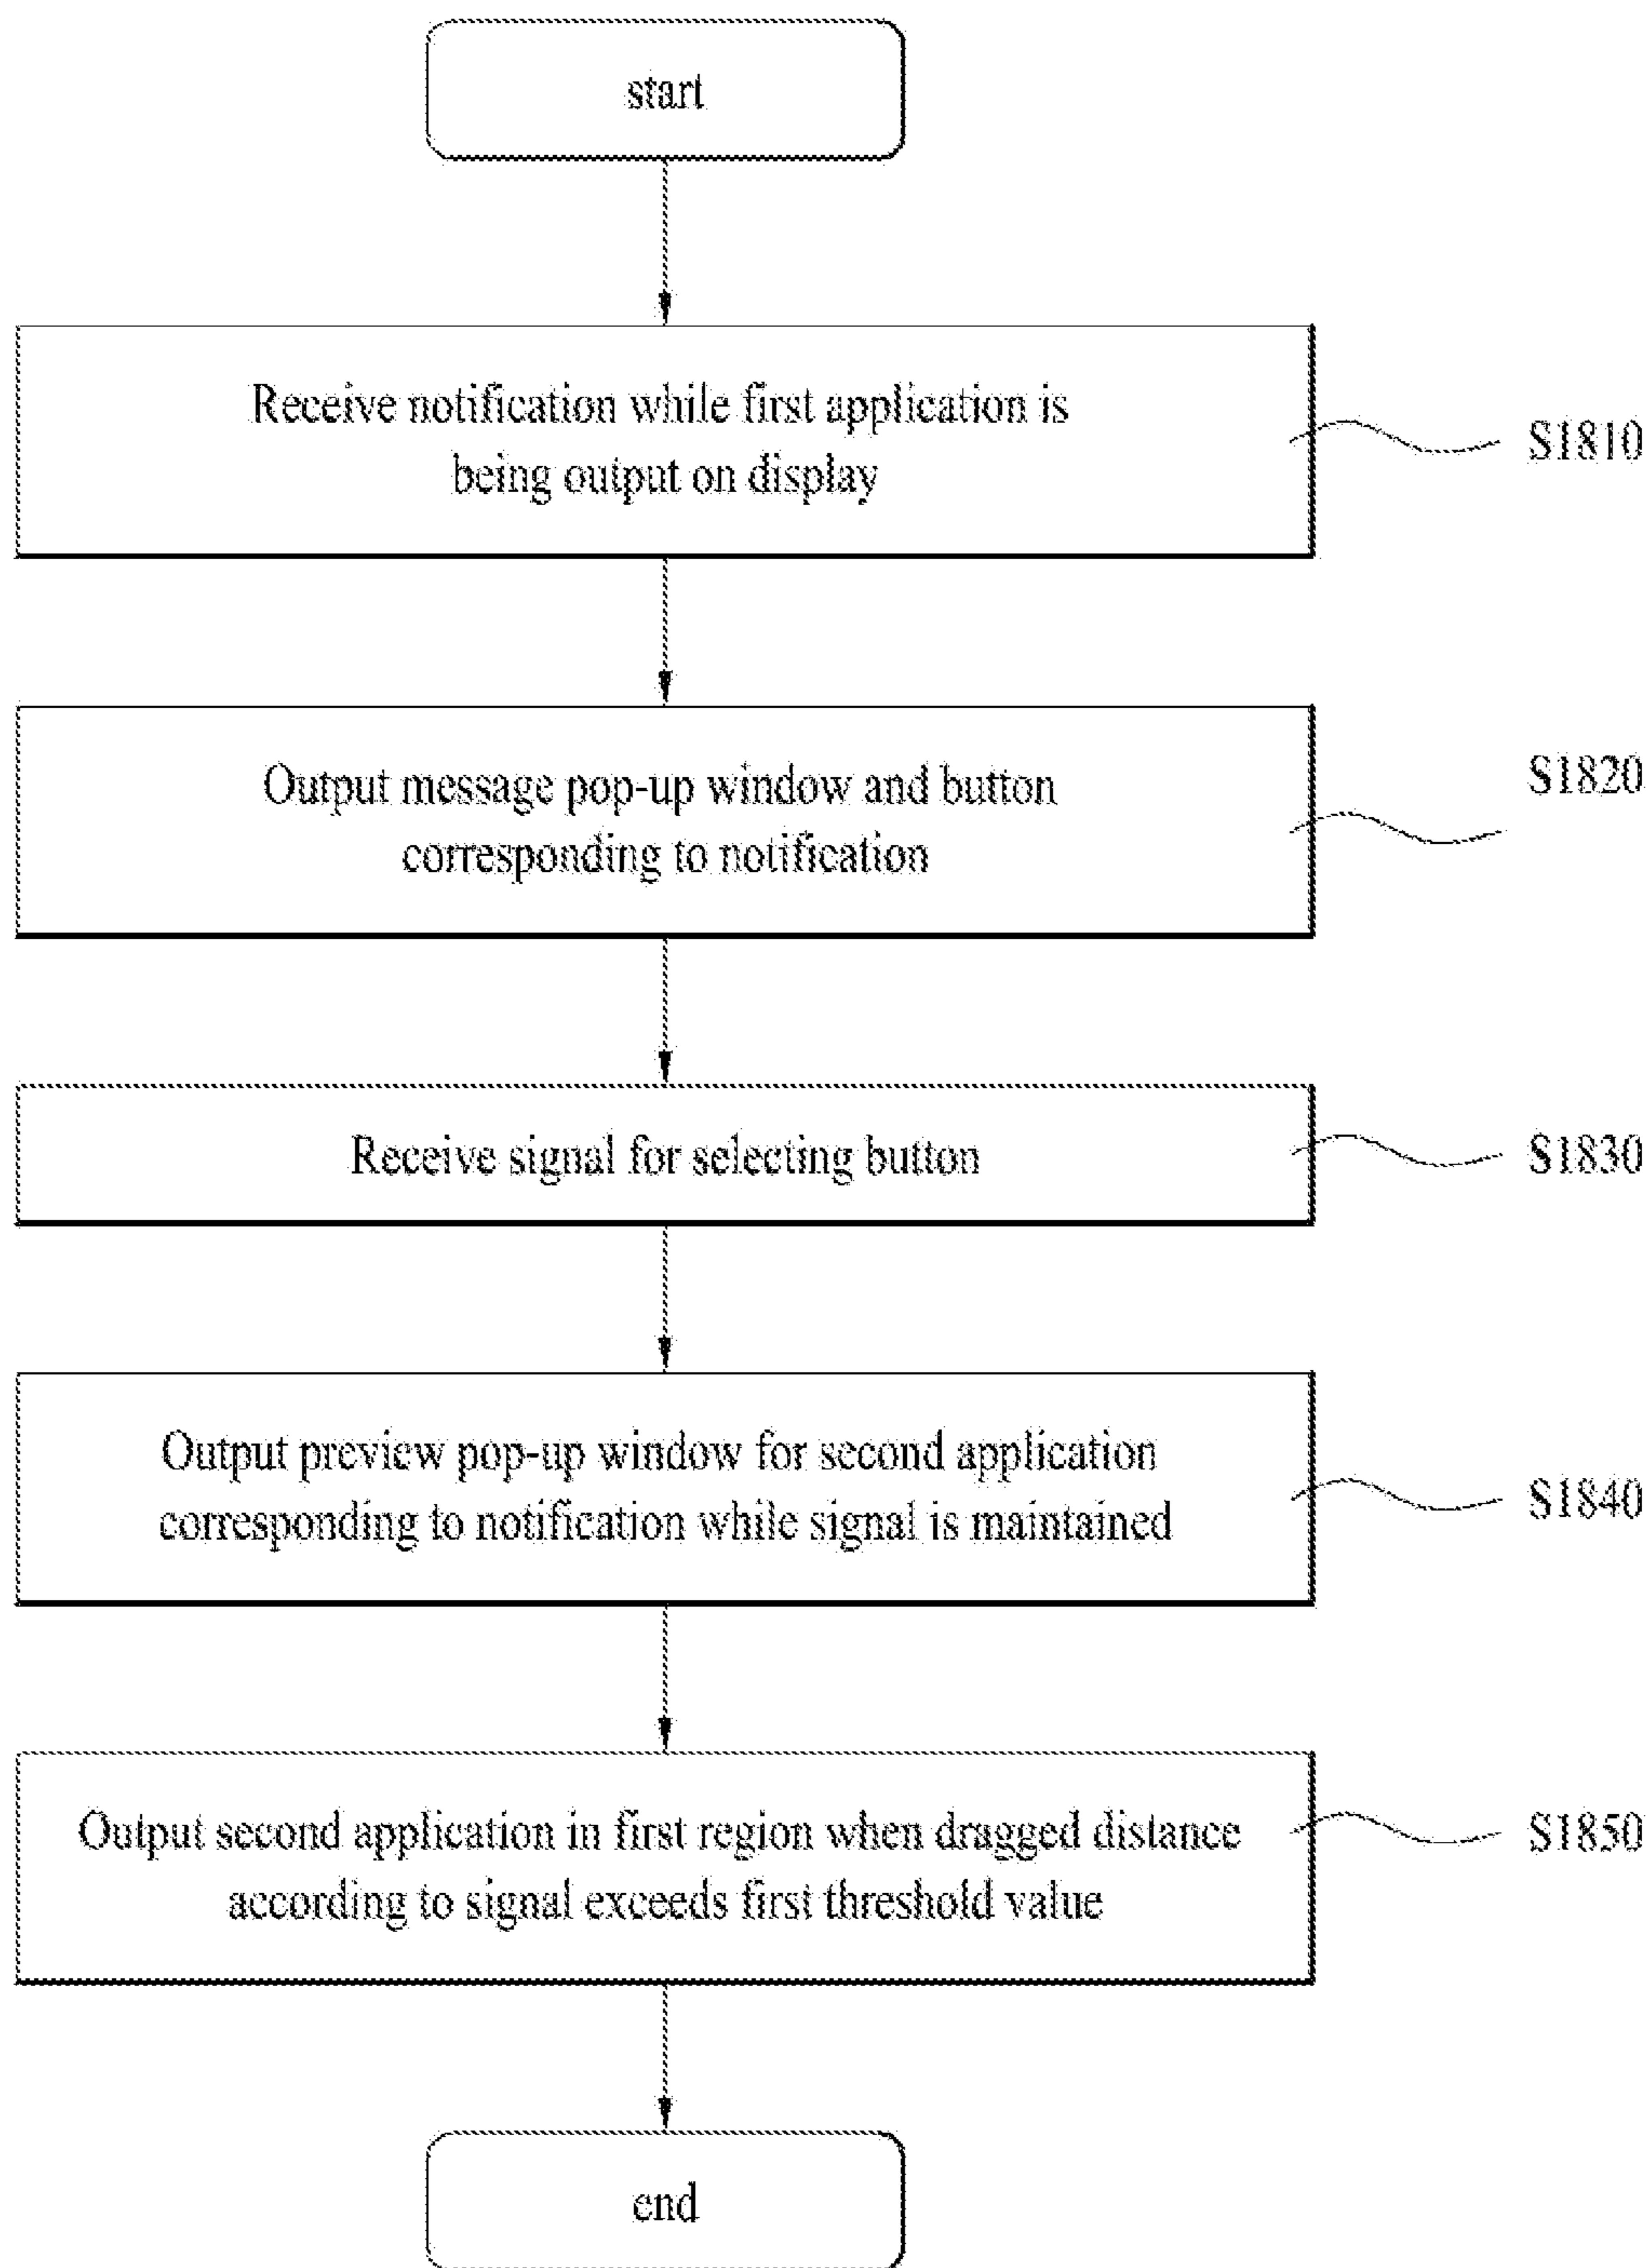 start
Receive notification while first application is
being output on display
S1810
Output message pop-up window and button
corresponding to notification
S1820
Receive signal for selecting button
S1830
Output preview pop-up window for second application
corresponding to notification while signal is maintained
S1840
Output second application in first region when dragged distance
according to signal exceeds first threshold value
S1850
end